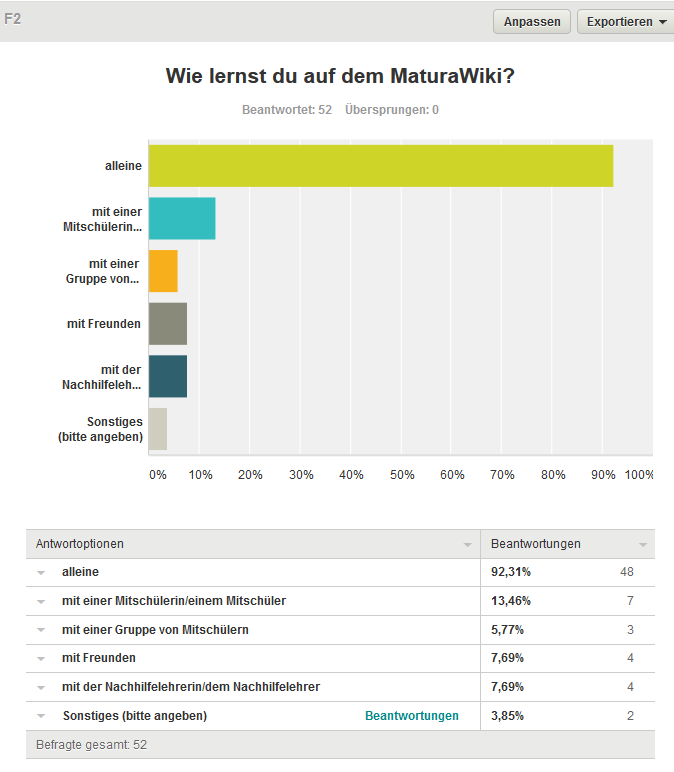 F2
Anpassen
Exportieren
Wie lernst du auf dem MaturaWiki?
Beantwortet: 52 Übersprungen: 0
alleine
mit einer
Mitschülerin...
mit einer
Gruppe von...
mit Freunden
mit der
Nachhilfeleh...
Sonstiges
(bitte angeben)
0% 10% 20% 30% 40% 50% 60% 70% 80% 90% 100%
Antwortoptionen Beantwortungen
alleine 92,31% 48
mit einer Mitschülerin/einem Mitschüler 13,46% 7
mit einer Gruppe von Mitschülern 5,77% 3
mit Freunden 7,69% 4
mit der Nachhilfelehrerin/dem Nachhilfelehrer 7,69% 4
Sonstiges (bitte angeben) Beantwortungen 3,85% 2
Befragte gesamt: 52